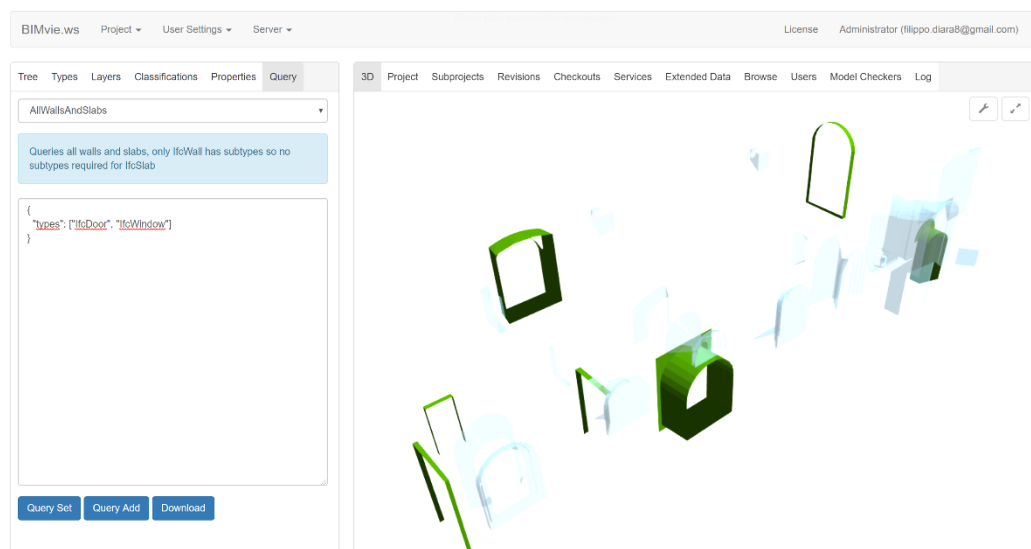 BIMvie.ws Project User Settings Server License Administrator (filippo.diara8@gmail.com)
Tree Types Layers Classifications Properties Query
3D Project Subprojects Revisions Checkouts Services Extended Data Browse Users Model Checkers Log
AllWallsAndSlabs
Queries all walls and slabs, only IfcWall has subtypes so no
subtypes required for IfcSlab
{
"types": ["IfcDoor", "IfcWindow"]
}
Query Set Query Add Download